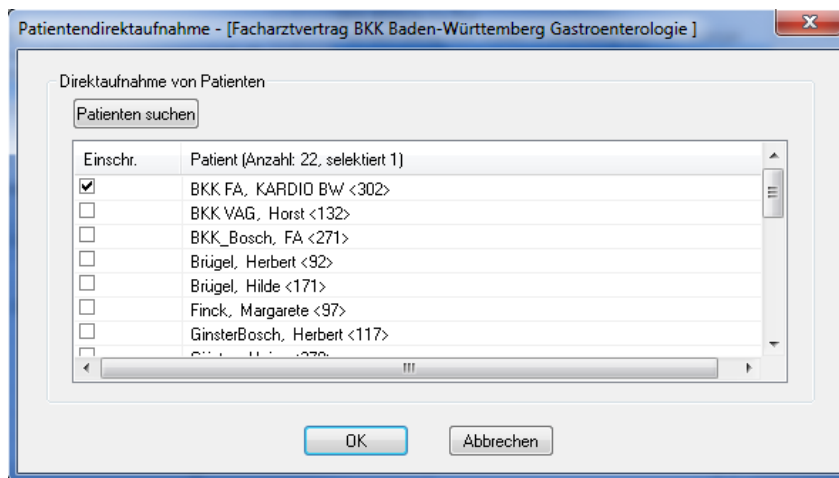 Patientendirektaufnahme - [Facharztvertrag BKK Baden-Württemberg Gastroenterologie ]
Direktaufnahme von Patienten
Patienten suchen
Einschr. Patient (Anzahl: 22, selektiert 1)
BKK FA, KARDIO BW <302>
BKK VAG, Horst <132>
BKK_Bosch, FA <271>
Brügel, Herbert <92>
Brügel, Hilde <171>
Finck, Margarete <97>
GinsterBosch, Herbert <117>
OK Abbrechen